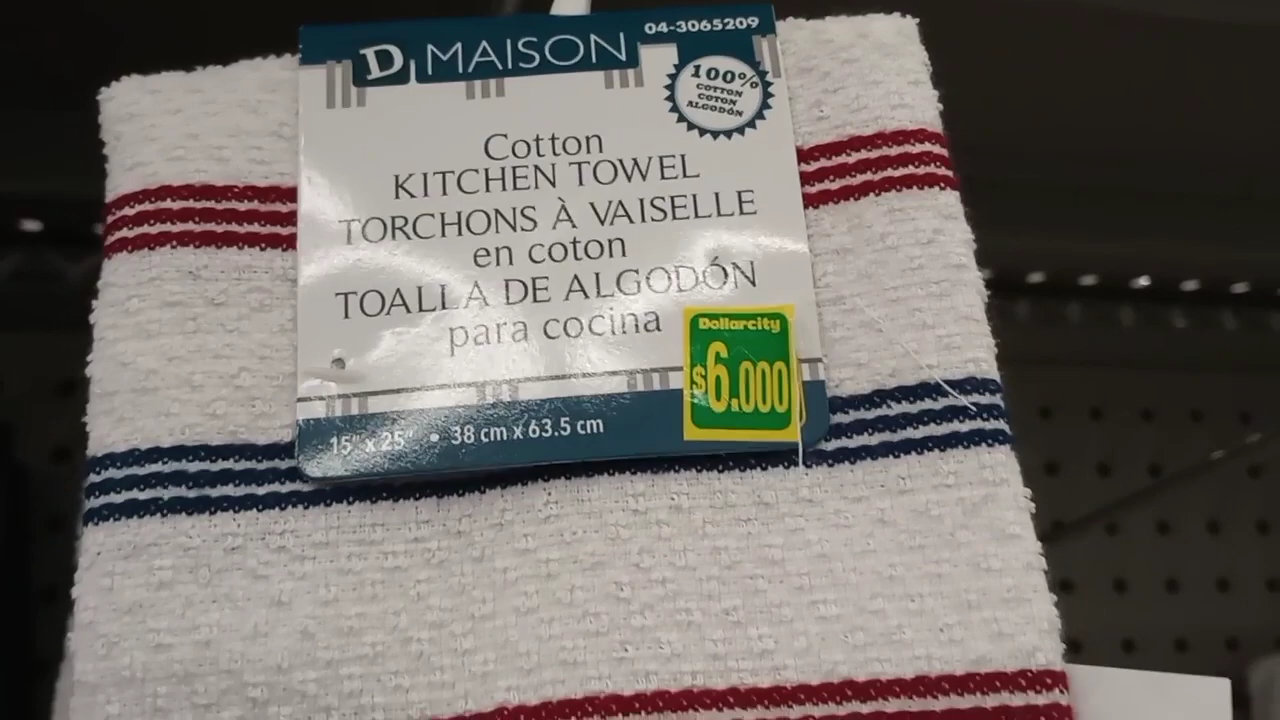 04-3065209
D MAISON
100%
COTTON
COTON
ALGODÓN
Cotton
KITCHEN TOWEL
TORCHONS À VAISELLE
en coton
TOALLA DE ALGODÓN
para cocina
Dollarcity
$6.000
15" x 25" • 38 cm x 63.5 cm